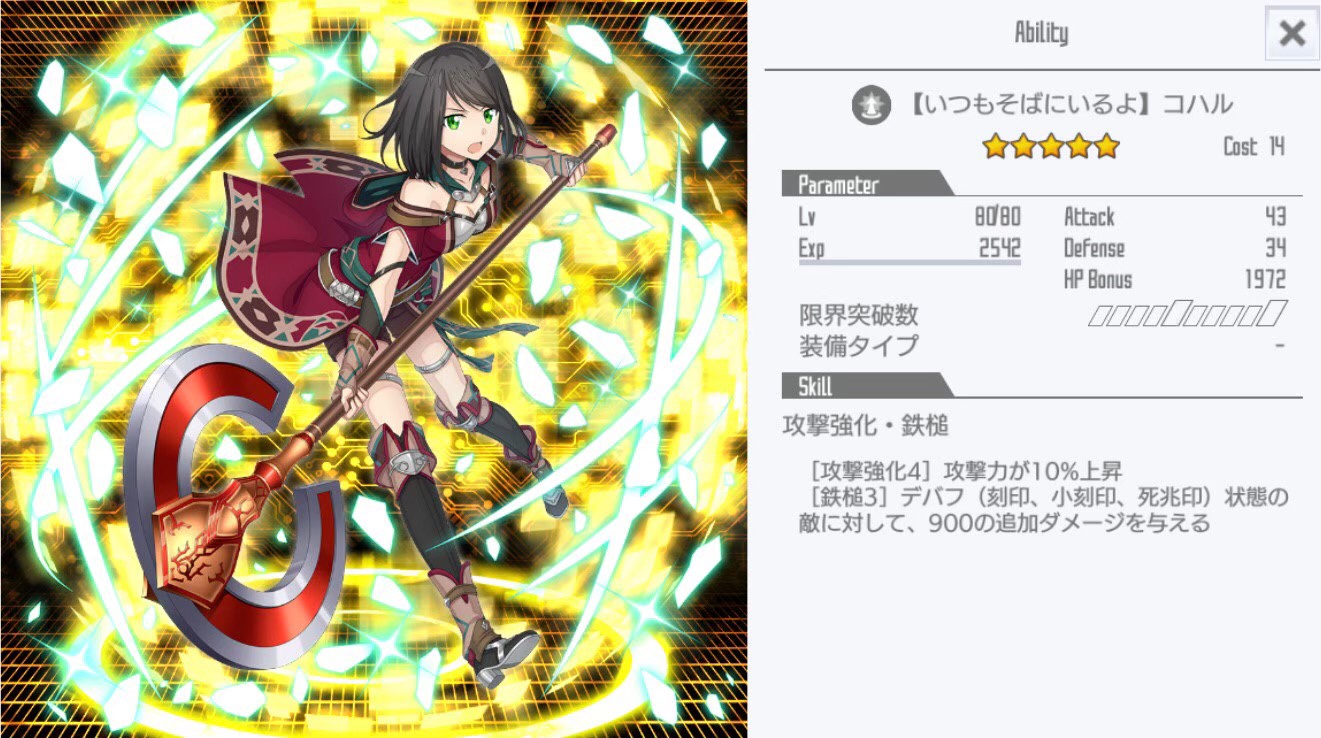 Ability
【いつもそばにいるよ】コハル
Cost 14
Parameter
Lv 80/80 Attack 43
Exp 2542 Defense 34
HP Bonus 1972
限界突破数
装備タイプ -
Skill
攻撃強化・鉄槌
［攻撃強化4］攻撃力が10%上昇
［鉄槌3］デバフ（刻印、小刻印、死兆印）状態の
敵に対して、900の追加ダメージを与える